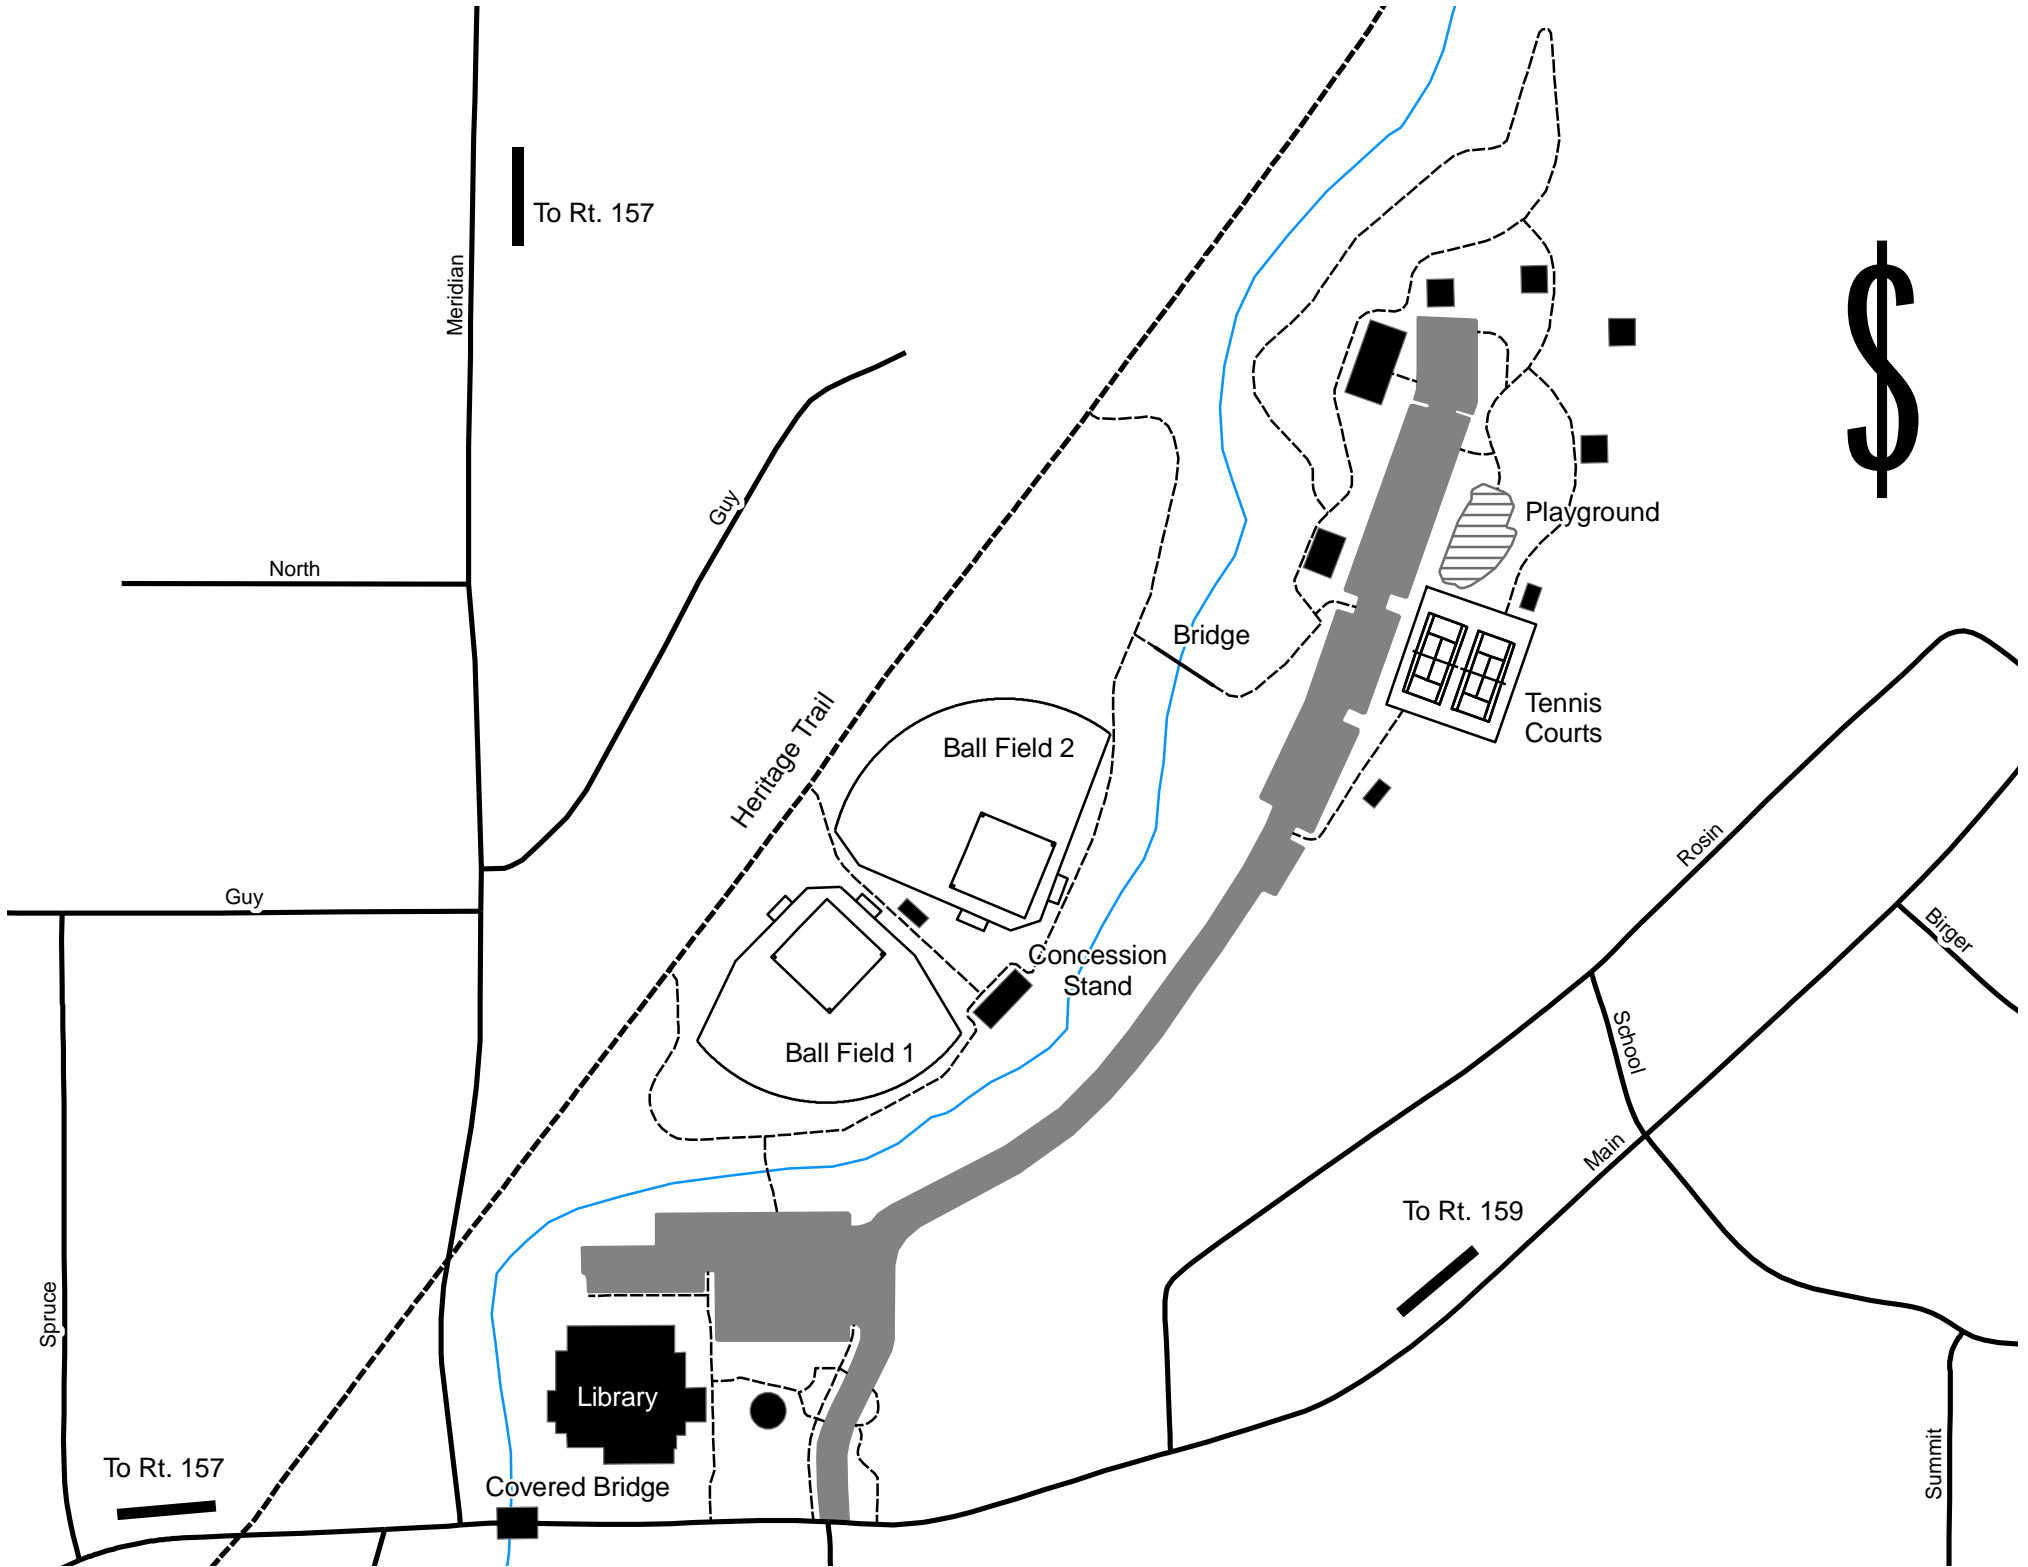 To Rt. 157
Meridian
$
Guy
Playground
North
Bridge
Heritage Trail
Tennis
Courts
Ball Field 2
Rosin
Guy
Birger
Concession
Stand
School
Ball Field 1
Main
To Rt. 159
Spruce
Library
To Rt. 157
Covered Bridge
Summit